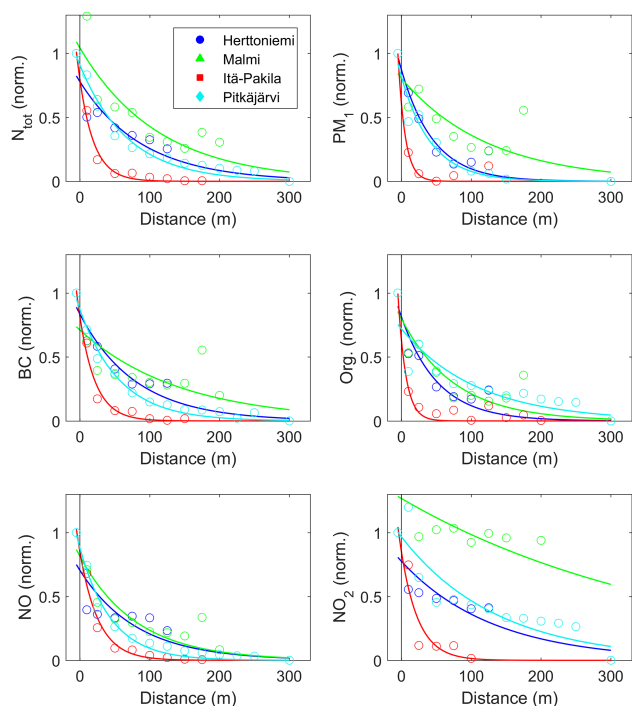 Herttoniemi
Malmi
Itä-Pakila
Pitkäjärvi
N_tot (norm.)
1
0.5
0
0 100 200 300
Distance (m)
PM_1 (norm.)
1
0.5
0
0 100 200 300
Distance (m)
BC (norm.)
1
0.5
0
0 100 200 300
Distance (m)
Org. (norm.)
1
0.5
0
0 100 200 300
Distance (m)
NO (norm.)
1
0.5
0
0 100 200 300
Distance (m)
NO_2 (norm.)
1
0.5
0
0 100 200 300
Distance (m)